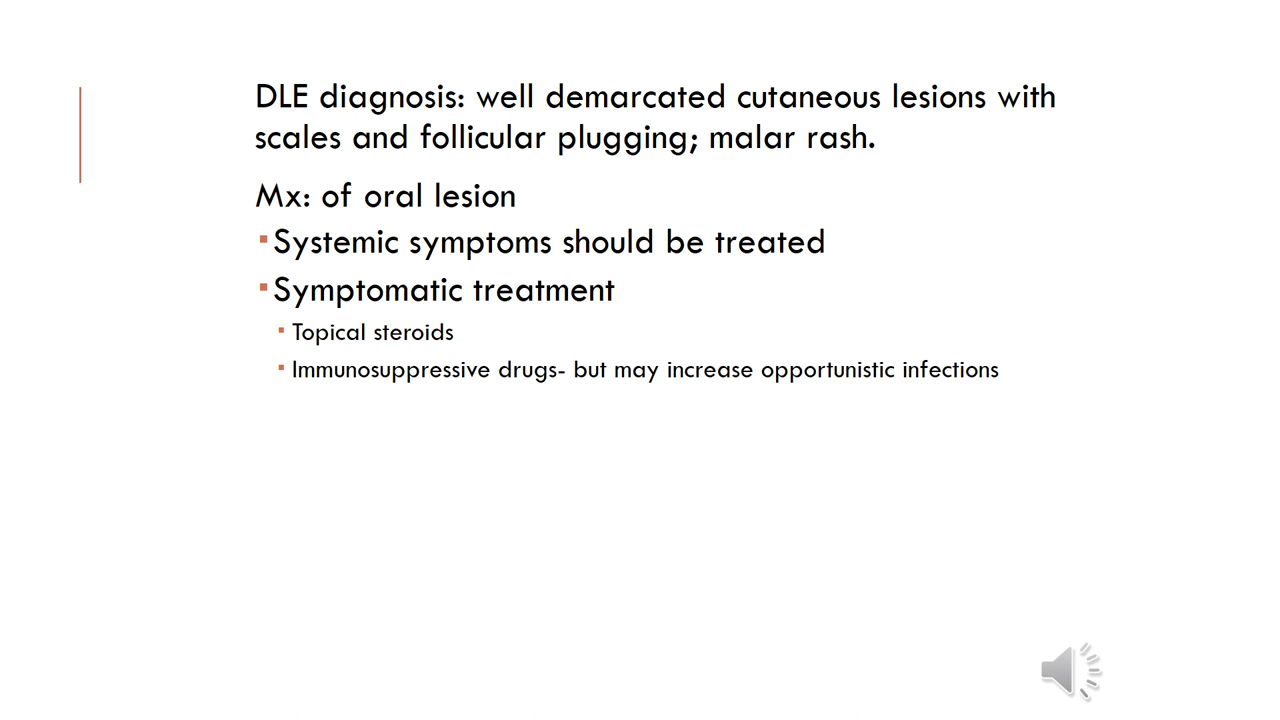 DLE diagnosis: well demarcated cutaneous lesions with
scales and follicular plugging; malar rash.
Mx: of oral lesion
▪Systemic symptoms should be treated
▪Symptomatic treatment
▪Topical steroids
▪Immunosuppressive drugs- but may increase opportunistic infections